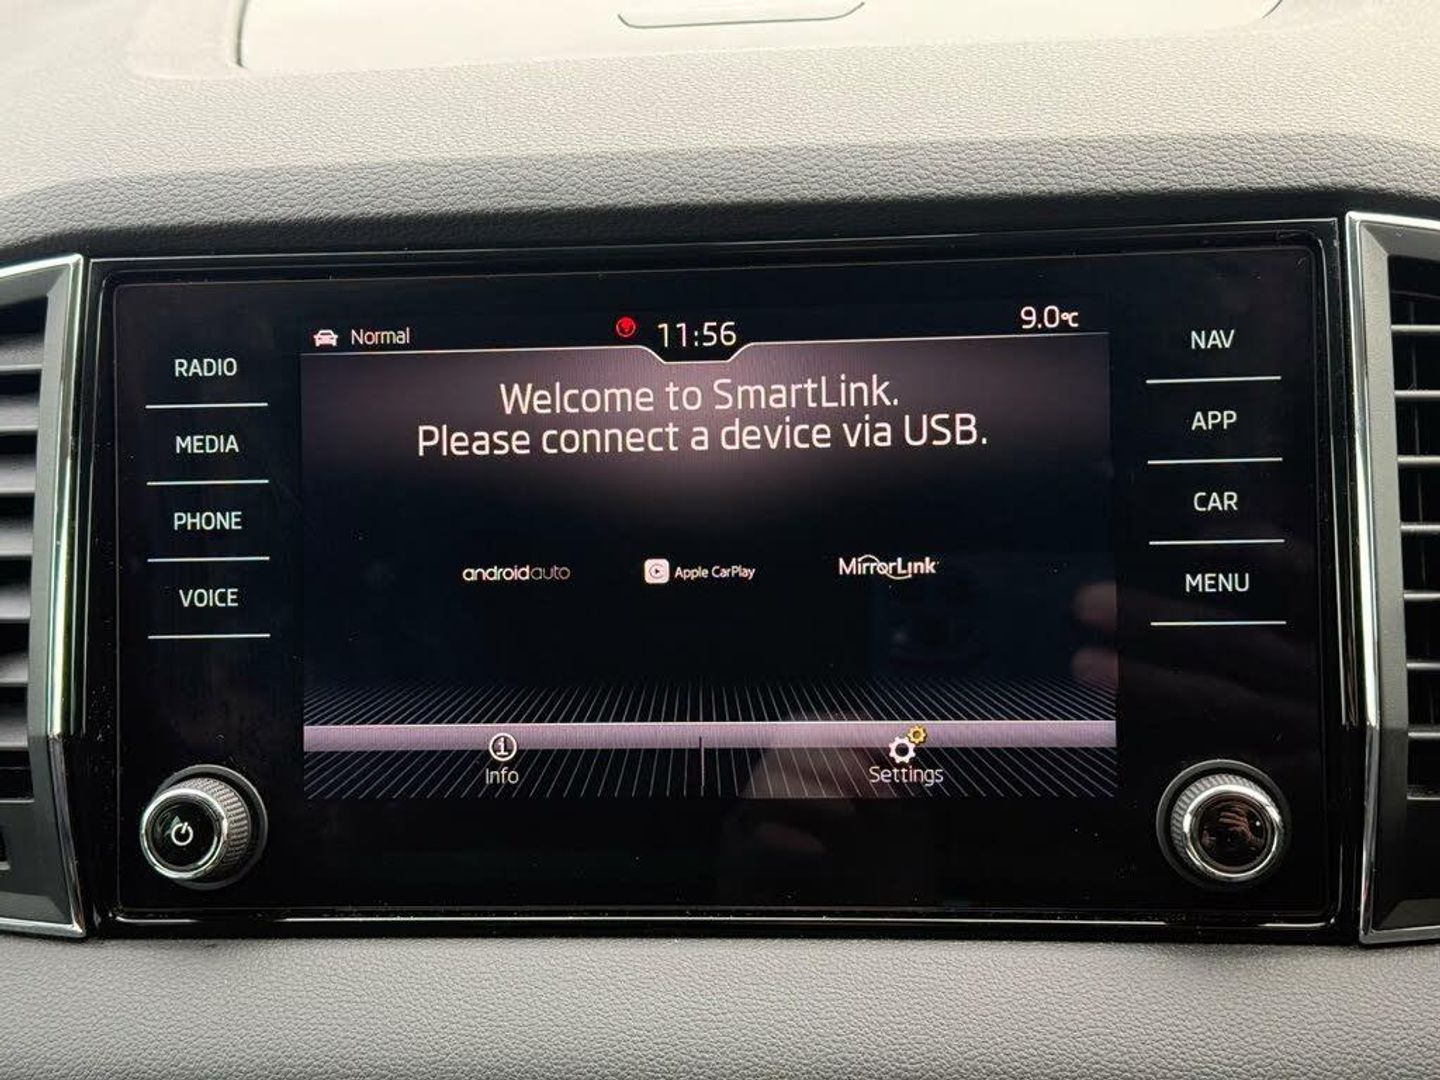 Normal
11:56
9.0°C
RADIO
MEDIA
PHONE
VOICE
Welcome to SmartLink.
Please connect a device via USB.
androidauto
Apple CarPlay
MirrorLink
Info
Settings
NAV
APP
CAR
MENU